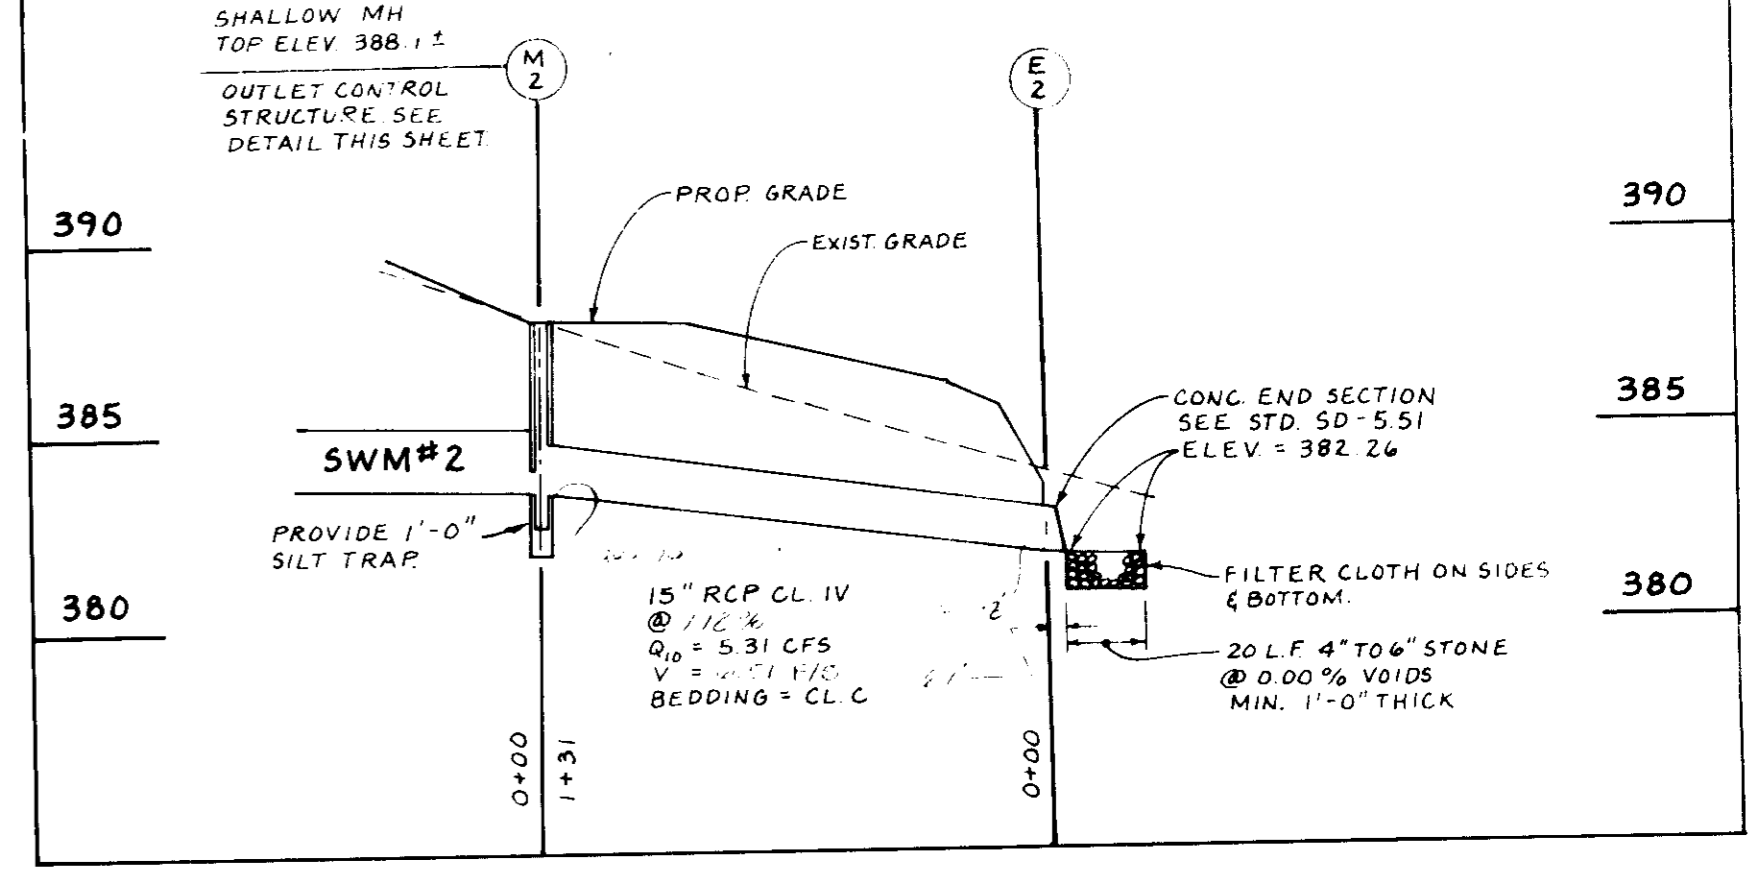 SHALLOW MH
TOP ELEV. 388.1 ±
OUTLET CONTROL
STRUCTURE. SEE
DETAIL THIS SHEET.
M
2
E
2
PROP. GRADE
EXIST. GRADE
390
390
385
385
380
380
SWM#2
PROVIDE 1'-0"
SILT TRAP.
CONC. END SECTION
SEE STD. SD-5.51
ELEV. = 382.26
FILTER CLOTH ON SIDES
& BOTTOM.
15" RCP CL. IV
@
Q10 = 5.31 CFS
V = F/S
BEDDING = CL. C
2'
20 L.F. 4" TO 6" STONE
@ 0.00 % VOIDS
MIN. 1'-0" THICK
0+00
1+31
0+00